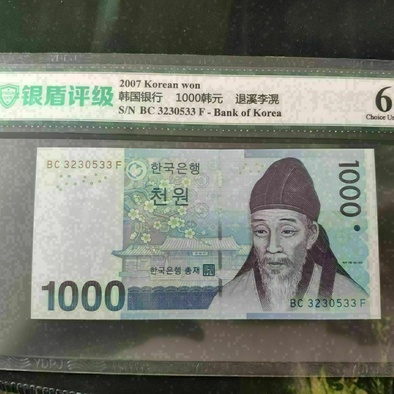 银盾评级
2007 Korean won
韩国银行 1000韩元 退溪李滉
S/N BC 3230533 F - Bank of Korea
6
Choice Un
BC 3230533 F
한국은행
천원
1000
한국은행 총재
1000
BC 3230533 F